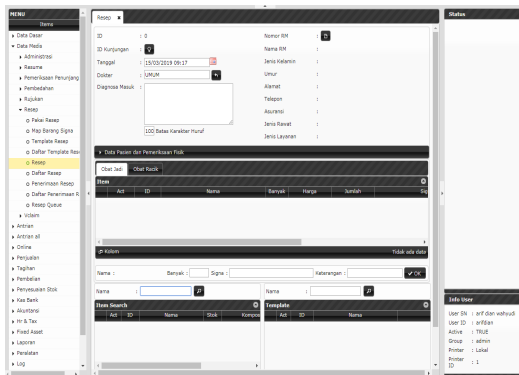 MENU
Items
Data Dasar
Data Media
Administrasi
Rasuma
Pemeriksaan Penunjang
Pembedahan
Rujukan
Resep
Pakai Resep
Map Barang Signa
Template Resep
Daftar Template Rese
Resep
Daftar Resep
Penerimaan Resep
Daftar Penerimaan R
Resep Queue
Vclaim
Antrian
Antrian all
Online
Penjualan
Tagihan
Pembelian
Penyesuaian Stok
Kas Bank
Akuntansi
Hr & Tax
Fixed Asset
Laporan
Peralatan
Log
Resep x
ID : 0
ID Kunjungan :
Tanggal : 15/03/2019 09:17
Dokter : UMUM
Diagnosa Masuk :
100 Batas Karakter Huruf
Nomor RM :
Nama RM :
Jenis Kelamin :
Umur :
Alamat :
Telepon :
Asuransi :
Jenis Rawat :
Jenis Layanan :
Data Pasien dan Pemeriksaan Fisik
Obat Jadi Obat Racik
Item
Act ID Nama Banyak Harga Jumlah Sig
Kolom Tidak ada data
Nama : Banyak : Signa : Keterangan : OK
Nama : Nama :
Item Search Template
Act ID Nama Stok Kompos Act ID Nama
Status
Info User
User SN : arif dian wahyudi
User ID : arifdian
Active : TRUE
Group : admin
Printer : Lokal
Printer ID : 1